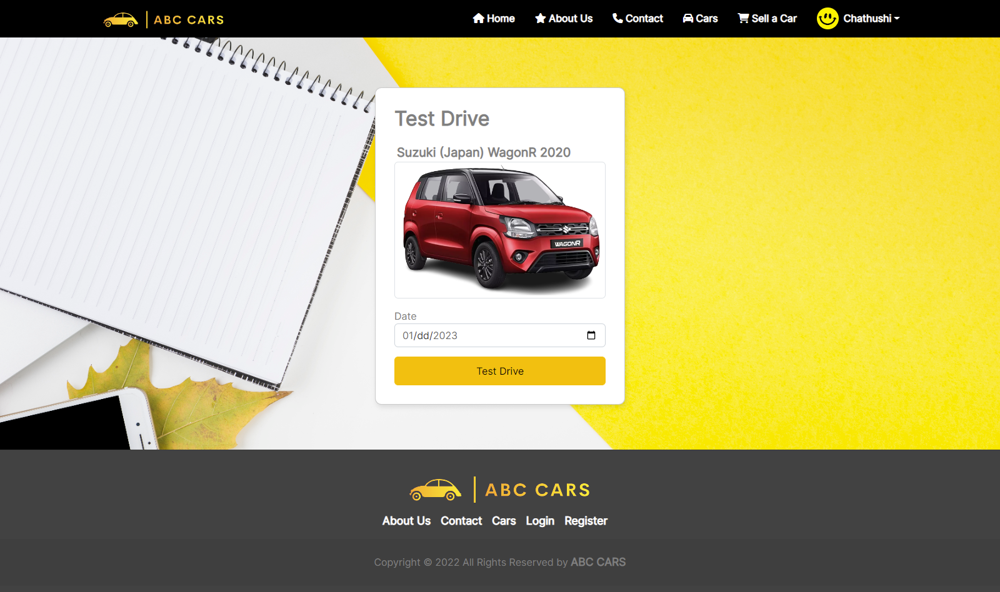 ABC CARS
Home
About Us
Contact
Cars
Sell a Car
Chathushi
Test Drive
Suzuki (Japan) WagonR 2020
WAGONR
Date
01/dd/2023
Test Drive
ABC CARS
About Us
Contact
Cars
Login
Register
Copyright © 2022 All Rights Reserved by ABC CARS